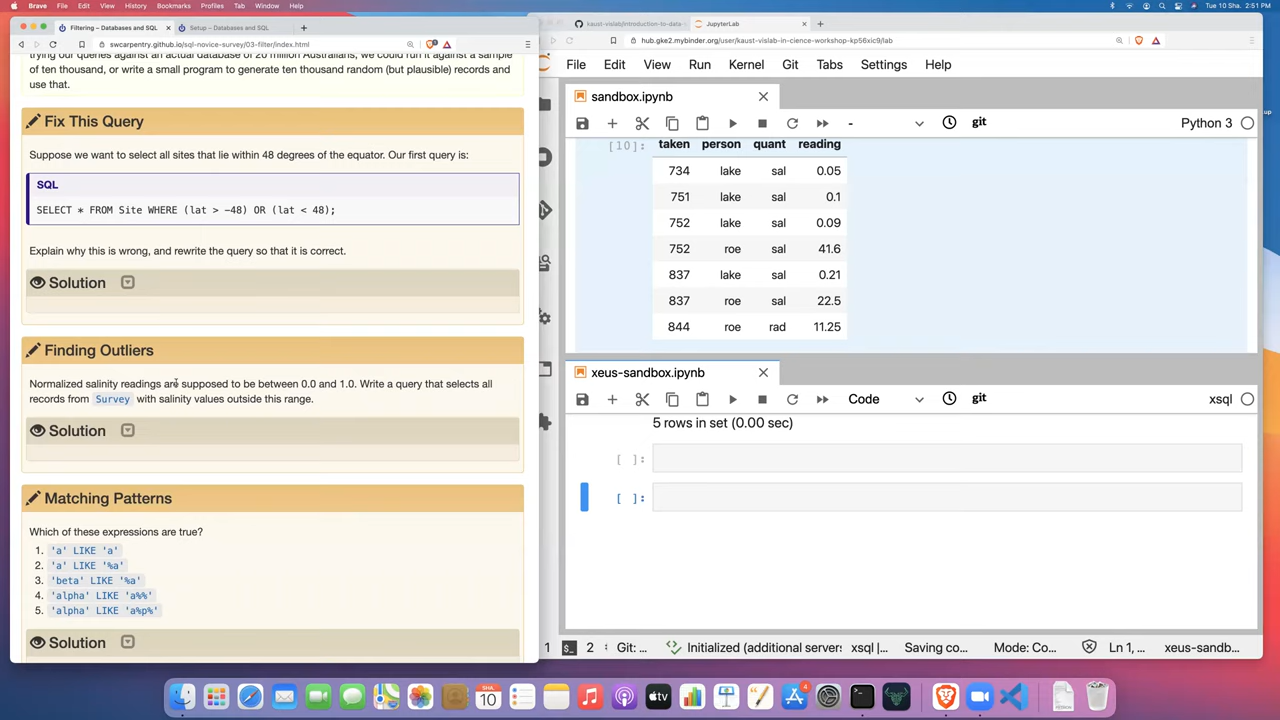 Brave File Edit View History Bookmarks Profiles Tab Window Help
Tue 10 Sha. 2:51 PM
Filtering – Databases and SQL
Setup – Databases and SQL
swcarpentry.github.io/sql-novice-survey/03-filter/index.html
trying our queries against an actual database of 20 million Australians, we could run it against a sample
of ten thousand, or write a small program to generate ten thousand random (but plausible) records and
use that.
Fix This Query
Suppose we want to select all sites that lie within 48 degrees of the equator. Our first query is:
SQL
SELECT * FROM Site WHERE (lat > -48) OR (lat < 48);
Explain why this is wrong, and rewrite the query so that it is correct.
Solution
Finding Outliers
Normalized salinity readings are supposed to be between 0.0 and 1.0. Write a query that selects all
records from Survey with salinity values outside this range.
Solution
Matching Patterns
Which of these expressions are true?
1. 'a' LIKE 'a'
2. 'a' LIKE '%a'
3. 'beta' LIKE '%a'
4. 'alpha' LIKE 'a%%'
5. 'alpha' LIKE 'a%p%'
Solution
kaust-vislab/introduction-to-data-
JupyterLab
hub.gke2.mybinder.org/user/kaust-vislab-in-cience-workshop-kp56xic9/lab
File Edit View Run Kernel Git Tabs Settings Help
sandbox.ipynb
- git Python 3
[10]: taken person quant reading
734 lake sal 0.05
751 lake sal 0.1
752 lake sal 0.09
752 roe sal 41.6
837 lake sal 0.21
837 roe sal 22.5
844 roe rad 11.25
xeus-sandbox.ipynb
Code git xsql
5 rows in set (0.00 sec)
[ ]:
[ ]:
1 2 Git: ... Initialized (additional servers xsql |... Saving co... Mode: Co... Ln 1, ... xeus-sandb...
SHA.
10
tv
4